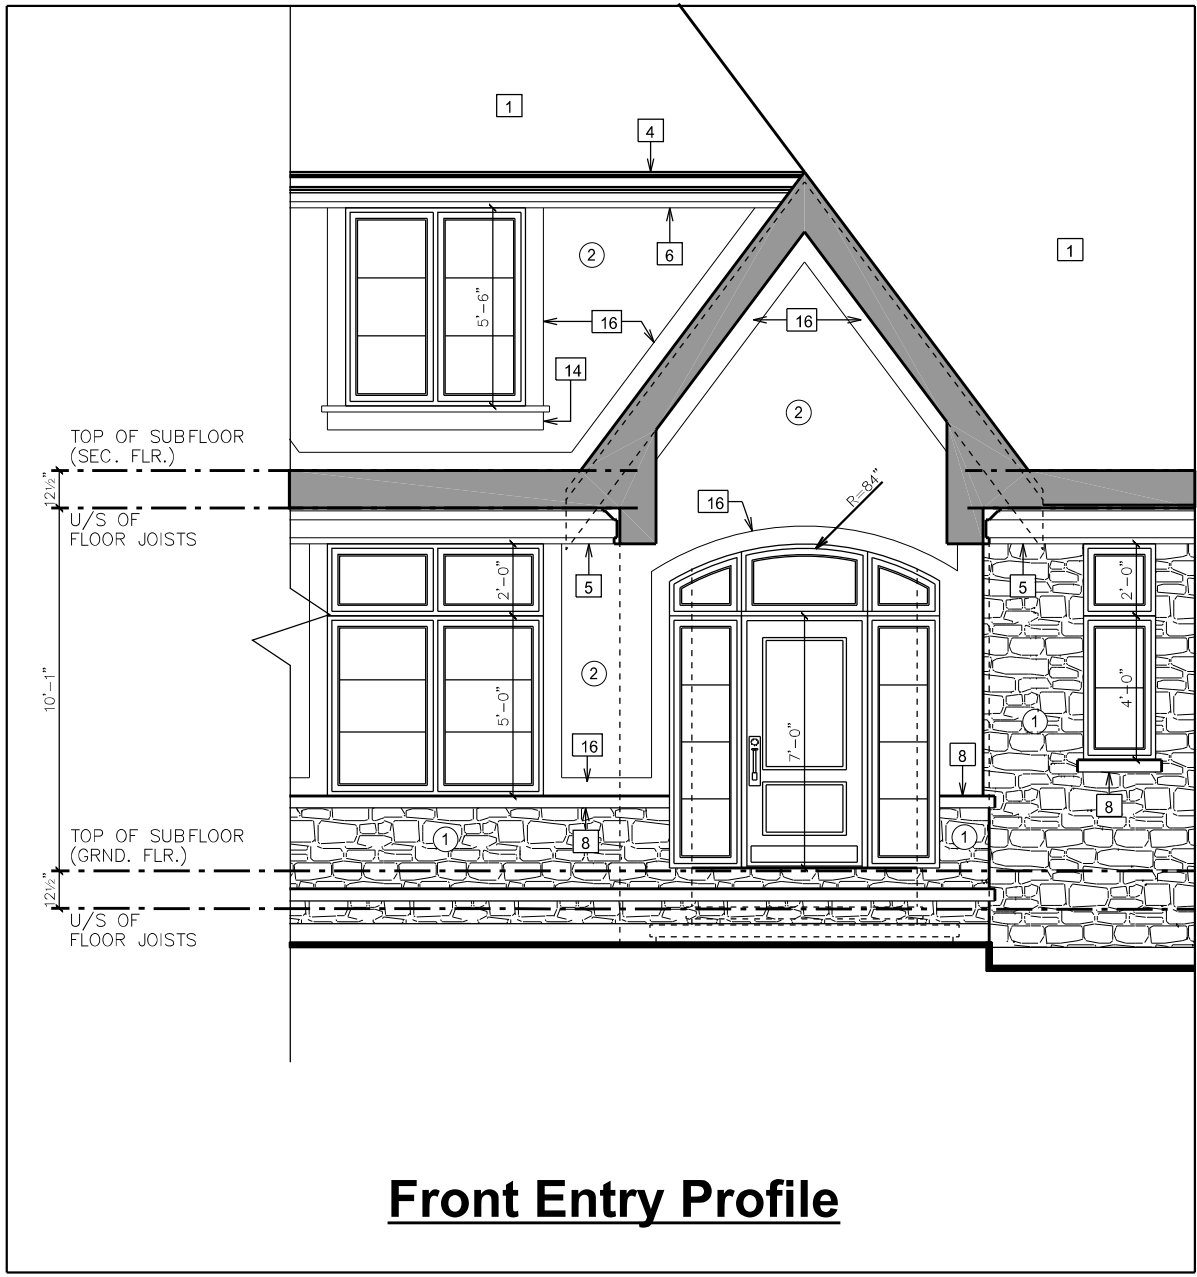 1
4
6
1
2
5'-6"
16
16
14
2
TOP OF SUBFLOOR
(SEC. FLR.)
12½"
U/S OF
FLOOR JOISTS
R=84"
16
5
2'-0"
5
2'-0"
2
10'-1"
5'-0"
4'-0"
1
7'-0"
16
8
8
TOP OF SUBFLOOR
(GRND. FLR.)
1
8
1
12½"
U/S OF
FLOOR JOISTS
Front Entry Profile